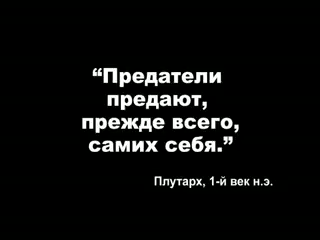 “Предатели
предают,
прежде всего,
самих себя.”
Плутарх, 1-й век н.э.